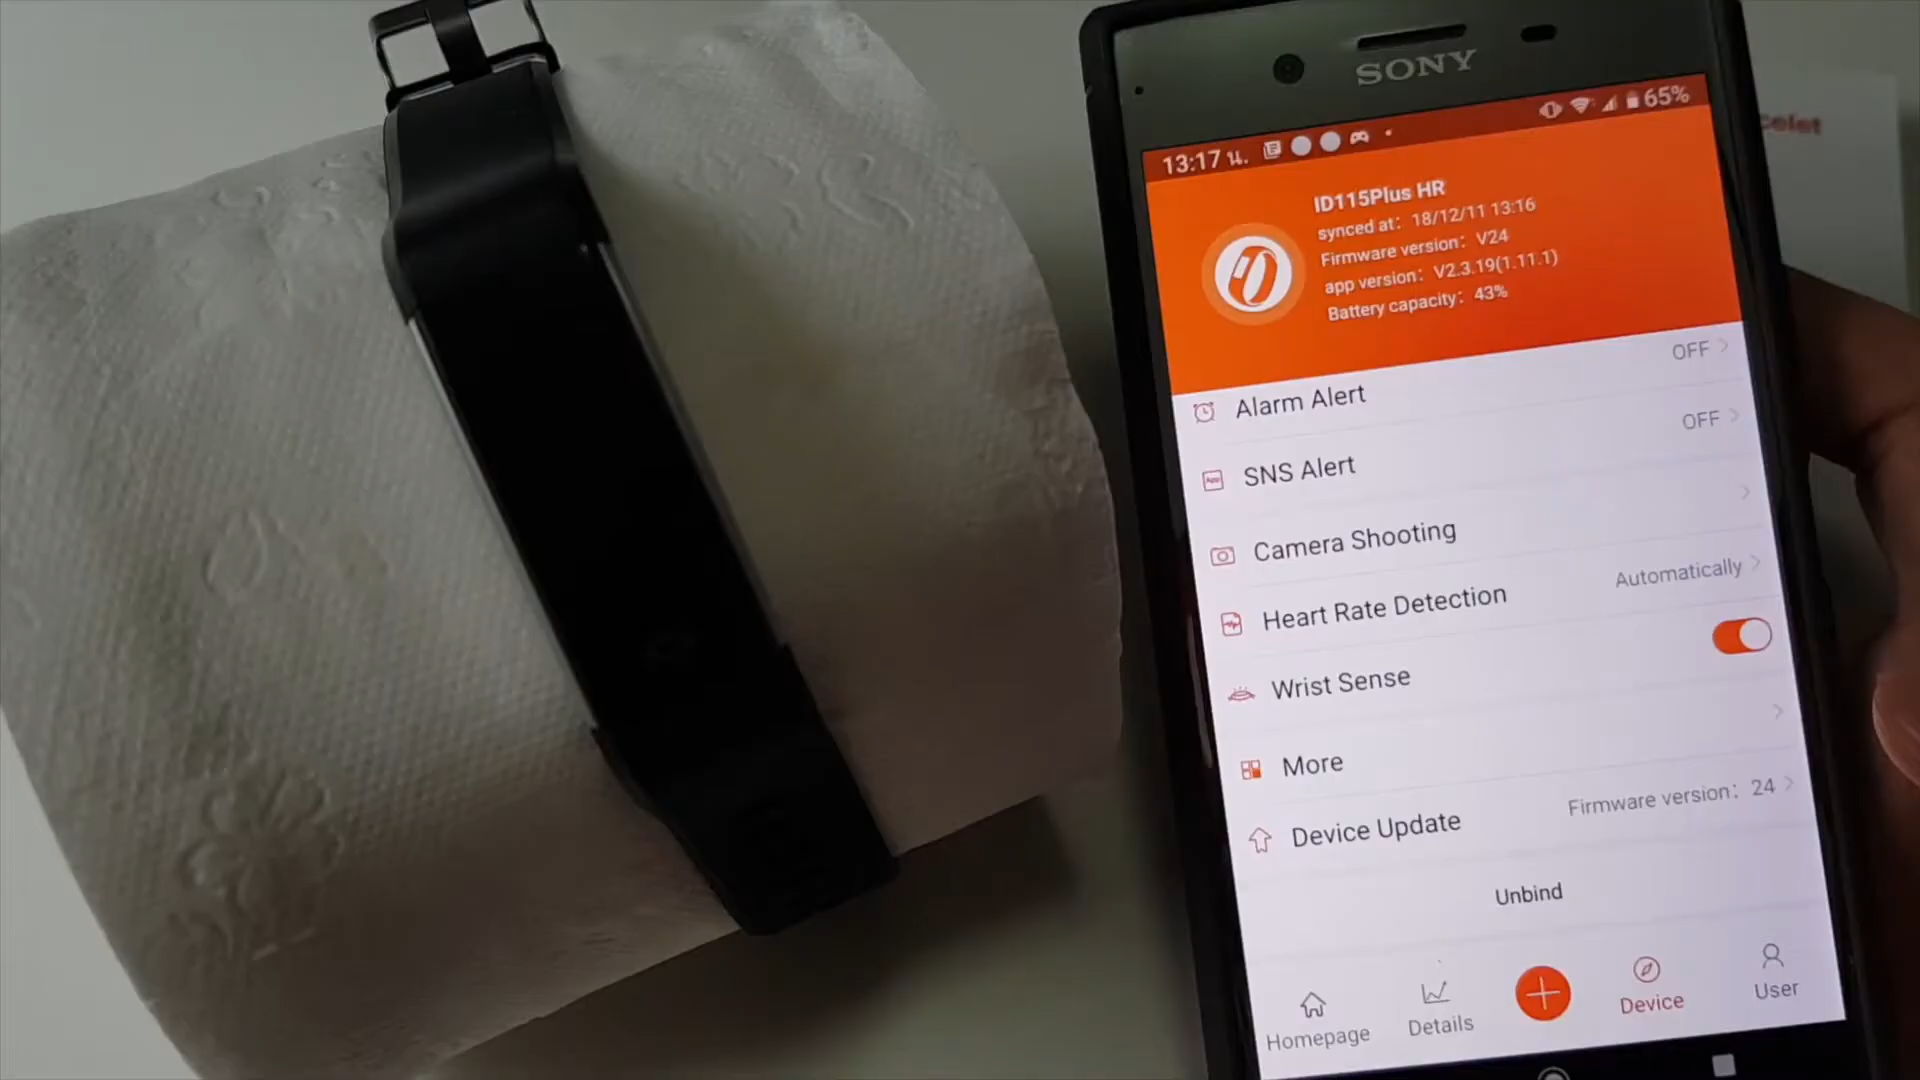 SONY
13:17 น.
65%
ID115Plus HR
synced at: 18/12/11 13:16
Firmware version: V24
app version: V2.3.19(1.11.1)
Battery capacity: 43%
Alarm Alert
OFF
SNS Alert
OFF
Camera Shooting
Heart Rate Detection
Automatically
Wrist Sense
More
Device Update
Firmware version: 24
Unbind
Homepage
Details
Device
User